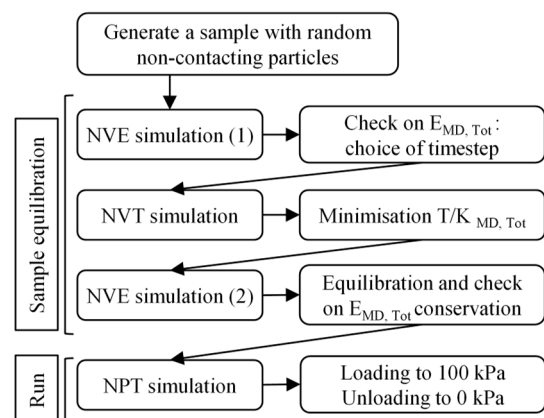 Generate a sample with random
non-contacting particles
Sample equilibration
NVE simulation (1)
Check on E_MD, Tot :
choice of timestep
NVT simulation
Minimisation T/K _MD, Tot
NVE simulation (2)
Equilibration and check
on E_MD, Tot conservation
Run
NPT simulation
Loading to 100 kPa
Unloading to 0 kPa